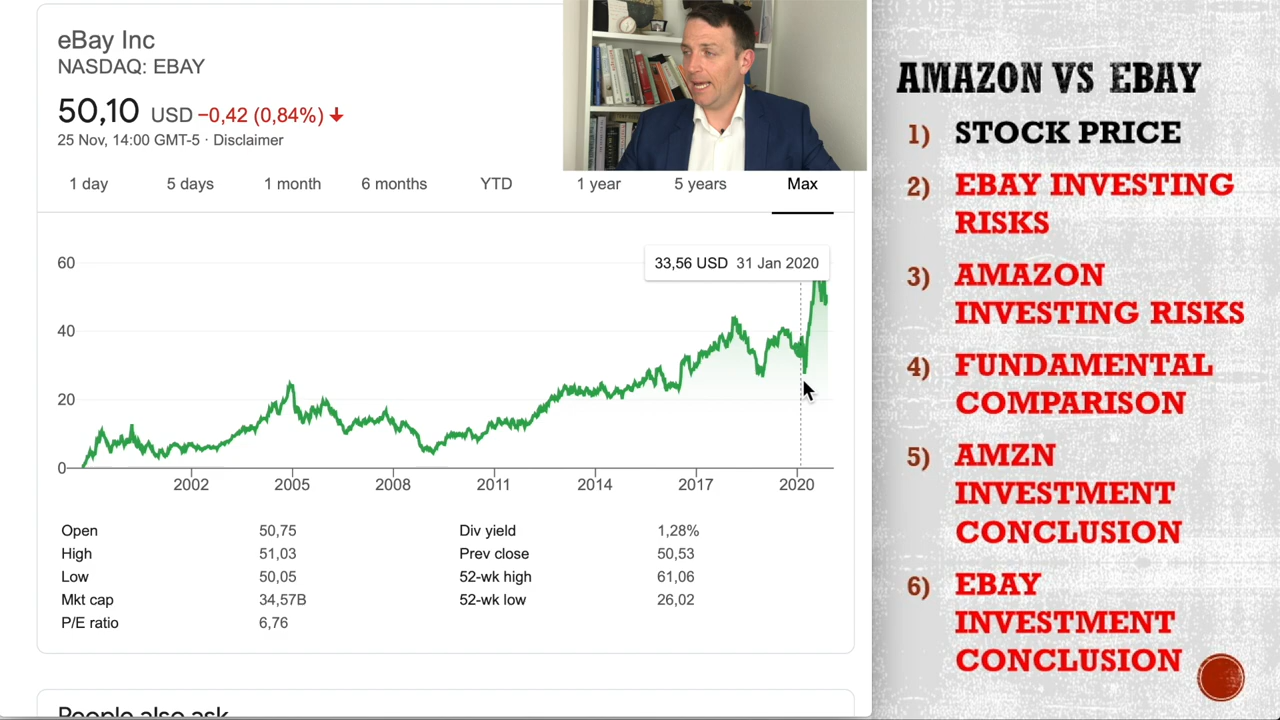 eBay Inc
NASDAQ: EBAY
50,10 USD −0,42 (0,84%)
25 Nov, 14:00 GMT-5 · Disclaimer
1 day 5 days 1 month 6 months YTD 1 year 5 years Max
33,56 USD 31 Jan 2020
60
40
20
0
2002 2005 2008 2011 2014 2017 2020
Open 50,75 Div yield 1,28%
High 51,03 Prev close 50,53
Low 50,05 52-wk high 61,06
Mkt cap 34,57B 52-wk low 26,02
P/E ratio 6,76
People also ask
AMAZON VS EBAY
1) STOCK PRICE
2) EBAY INVESTING
RISKS
3) AMAZON
INVESTING RISKS
4) FUNDAMENTAL
COMPARISON
5) AMZN
INVESTMENT
CONCLUSION
6) EBAY
INVESTMENT
CONCLUSION